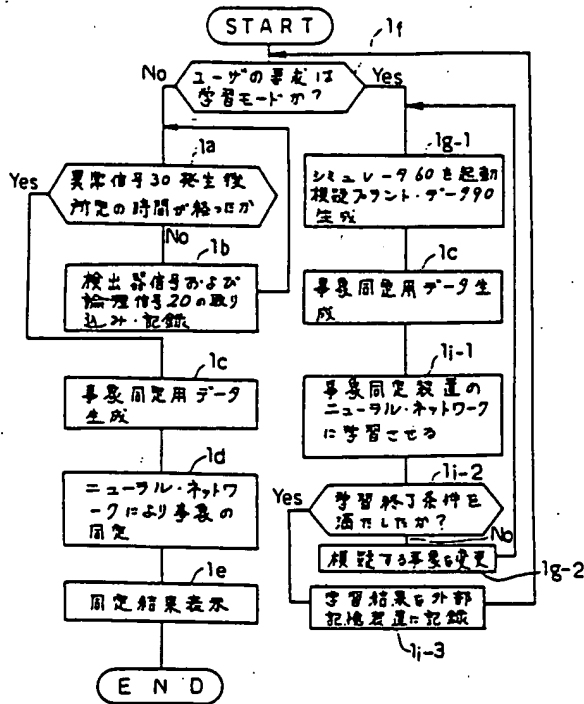 START
1f
No
ユーザの要求は
学習モードか?
Yes
1a
Yes
異常信号30発生後
所定の時間が経ったか
No
1b
検出器信号および
論理信号20の取り
込み・記録
1c
事象同定用データ
生成
1d
ニューラル・ネットワ
ークにより事象の
同定
1e
同定結果表示
END
1g-1
シミュレータ60を起動
模擬プラント・データ90
生成
1c
事象同定用データ生
成
1i-1
事象同定装置の
ニューラル・ネットワーク
に学習させる
1i-2
Yes
学習終了条件を
満たしたか?
No
模擬する事象を変更
1g-2
学習結果を外部
記憶装置に記録
1i-3